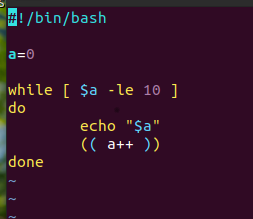 #!/bin/bash
a=0
while [ $a -le 10 ]
do
echo "$a"
(( a++ ))
done
~
~
~